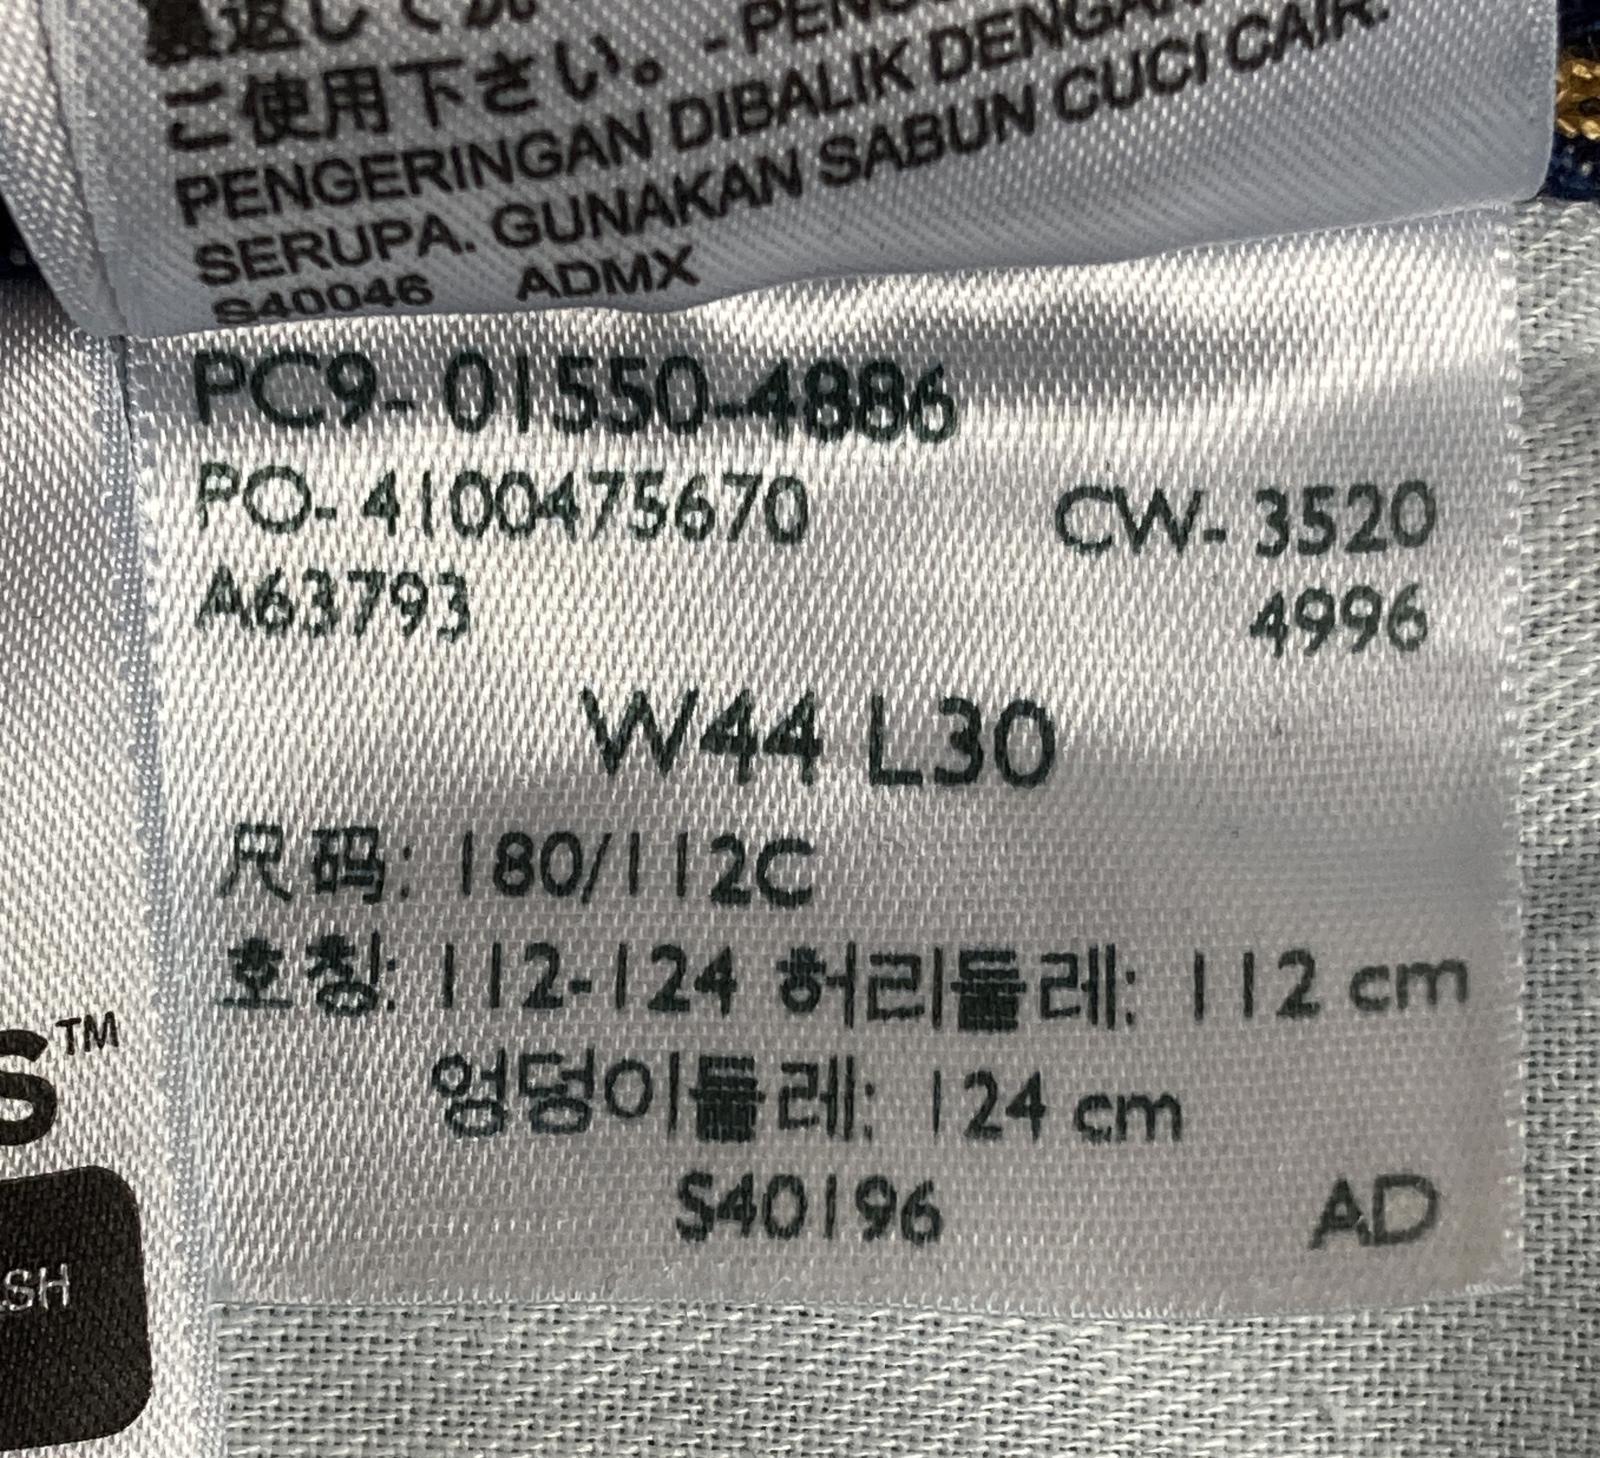 ご使用下さい。-PENG
PENGERINGAN DIBALIK DENGAN
SERUPA. GUNAKAN SABUN CUCI CAIR.
S40046 ADMX
PC9-01550-4886
PO-4100475670 CW-3520
A63793 4996
W44 L30
尺码: 180/112C
호칭: 112-124 허리둘레: 112 cm
엉덩이둘레: 124 cm
S40196 AD
S™
SH